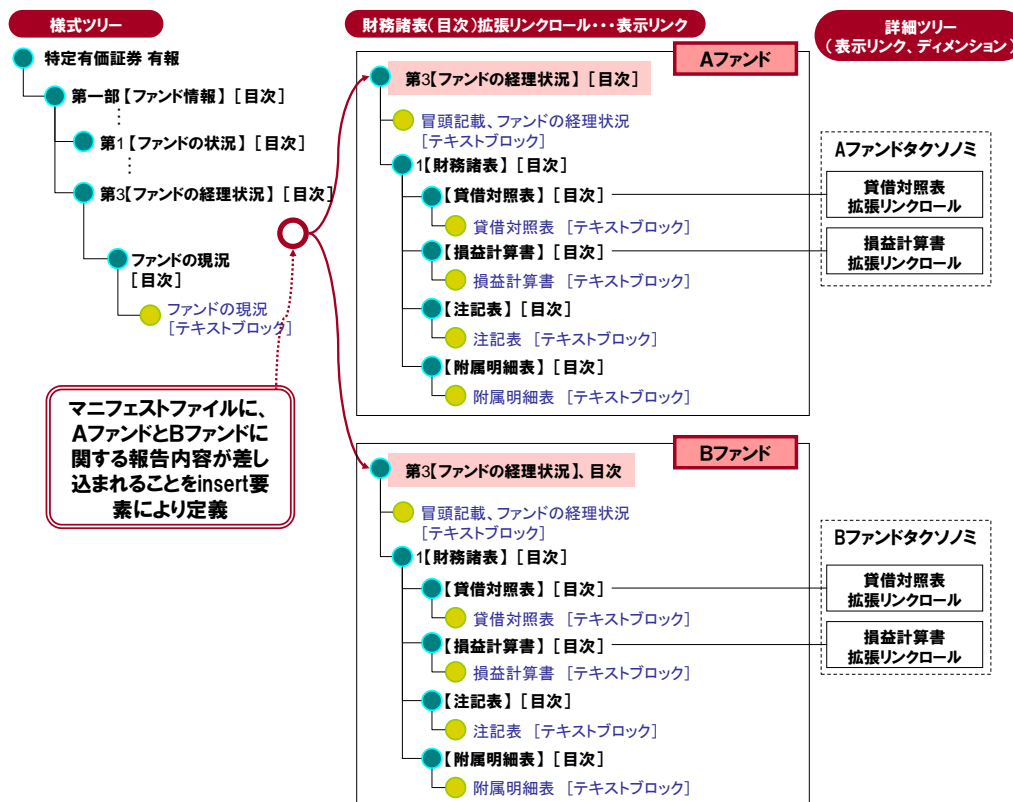 様式ツリー
特定有価証券 有報
第一部【ファンド情報】 [目次]
⋮
第1【ファンドの状況】 [目次]
⋮
第3【ファンドの経理状況】 [目次]
ファンドの現況
[目次]
ファンドの現況
[テキストブロック]
マニフェストファイルに、
AファンドとBファンドに
関する報告内容が差し
込まれることをinsert要
素により定義
財務諸表(目次)拡張リンクロール・・・表示リンク
Aファンド
第3【ファンドの経理状況】 [目次]
冒頭記載、ファンドの経理状況
[テキストブロック]
1【財務諸表】 [目次]
【貸借対照表】 [目次]
貸借対照表 [テキストブロック]
【損益計算書】 [目次]
損益計算書 [テキストブロック]
【注記表】 [目次]
注記表 [テキストブロック]
【附属明細表】 [目次]
附属明細表 [テキストブロック]
Bファンド
第3【ファンドの経理状況】、目次
冒頭記載、ファンドの経理状況
[テキストブロック]
1【財務諸表】 [目次]
【貸借対照表】 [目次]
貸借対照表 [テキストブロック]
【損益計算書】 [目次]
損益計算書 [テキストブロック]
【注記表】 [目次]
注記表 [テキストブロック]
【附属明細表】 [目次]
附属明細表 [テキストブロック]
詳細ツリー
(表示リンク、ディメンション)
Aファンドタクソノミ
貸借対照表
拡張リンクロール
損益計算書
拡張リンクロール
Bファンドタクソノミ
貸借対照表
拡張リンクロール
損益計算書
拡張リンクロール